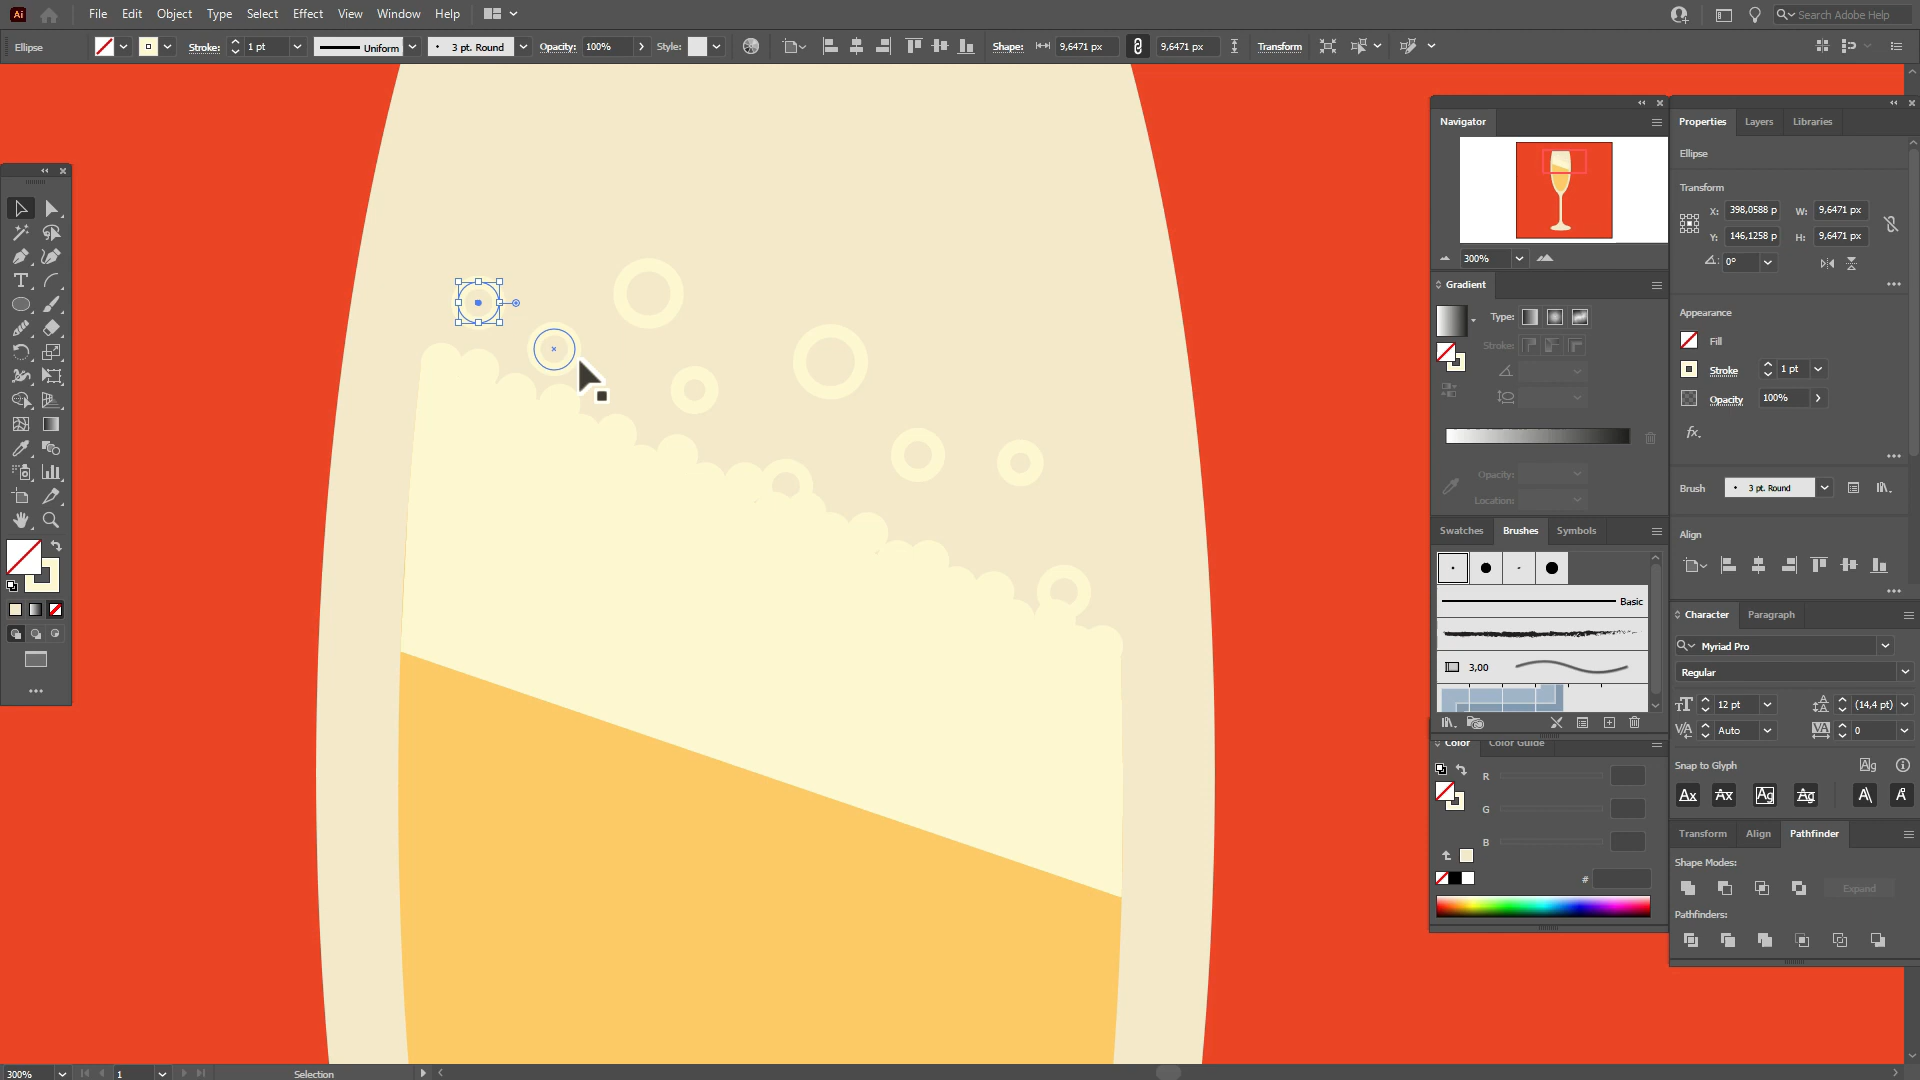 Ai
File Edit Object Type Select Effect View Window Help
Search Adobe Help
Ellipse Stroke: 1 pt Uniform 3 pt. Round Opacity: 100% Style: Shape: 9,6471 px 9,6471 px Transform
Navigator
300%
Gradient
Type:
Stroke:
Opacity:
Location:
Swatches Brushes Symbols
Basic
3,00
Color Color Guide
R
G
B
#
Properties Layers Libraries
Ellipse
Transform
X: 398,0588 p W: 9,6471 px
Y: 146,1258 p H: 9,6471 px
0°
Appearance
Fill
Stroke 1 pt
Opacity 100%
fx.
Brush 3 pt. Round
Align
Character Paragraph
Myriad Pro
Regular
12 pt (14,4 pt)
Auto 0
Snap to Glyph
Transform Align Pathfinder
Shape Modes:
Expand
Pathfinders:
300% 1 Selection